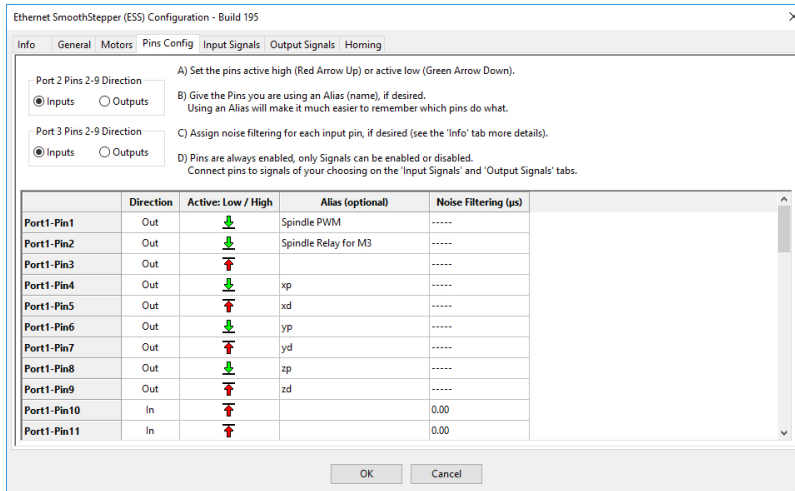 Ethernet SmoothStepper (ESS) Configuration - Build 195
Info General Motors Pins Config Input Signals Output Signals Homing
Port 2 Pins 2-9 Direction
Inputs Outputs
Port 3 Pins 2-9 Direction
Inputs Outputs
A) Set the pins active high (Red Arrow Up) or active low (Green Arrow Down).
B) Give the Pins you are using an Alias (name), if desired.
Using an Alias will make it much easier to remember which pins do what.
C) Assign noise filtering for each input pin, if desired (see the 'Info' tab more details).
D) Pins are always enabled, only Signals can be enabled or disabled.
Connect pins to signals of your choosing on the 'Input Signals' and 'Output Signals' tabs.
Direction Active: Low / High Alias (optional) Noise Filtering (µs)
Port1-Pin1 Out Spindle PWM -----
Port1-Pin2 Out Spindle Relay for M3 -----
Port1-Pin3 Out -----
Port1-Pin4 Out xp -----
Port1-Pin5 Out xd -----
Port1-Pin6 Out yp -----
Port1-Pin7 Out yd -----
Port1-Pin8 Out zp -----
Port1-Pin9 Out zd -----
Port1-Pin10 In 0.00
Port1-Pin11 In 0.00
OK Cancel